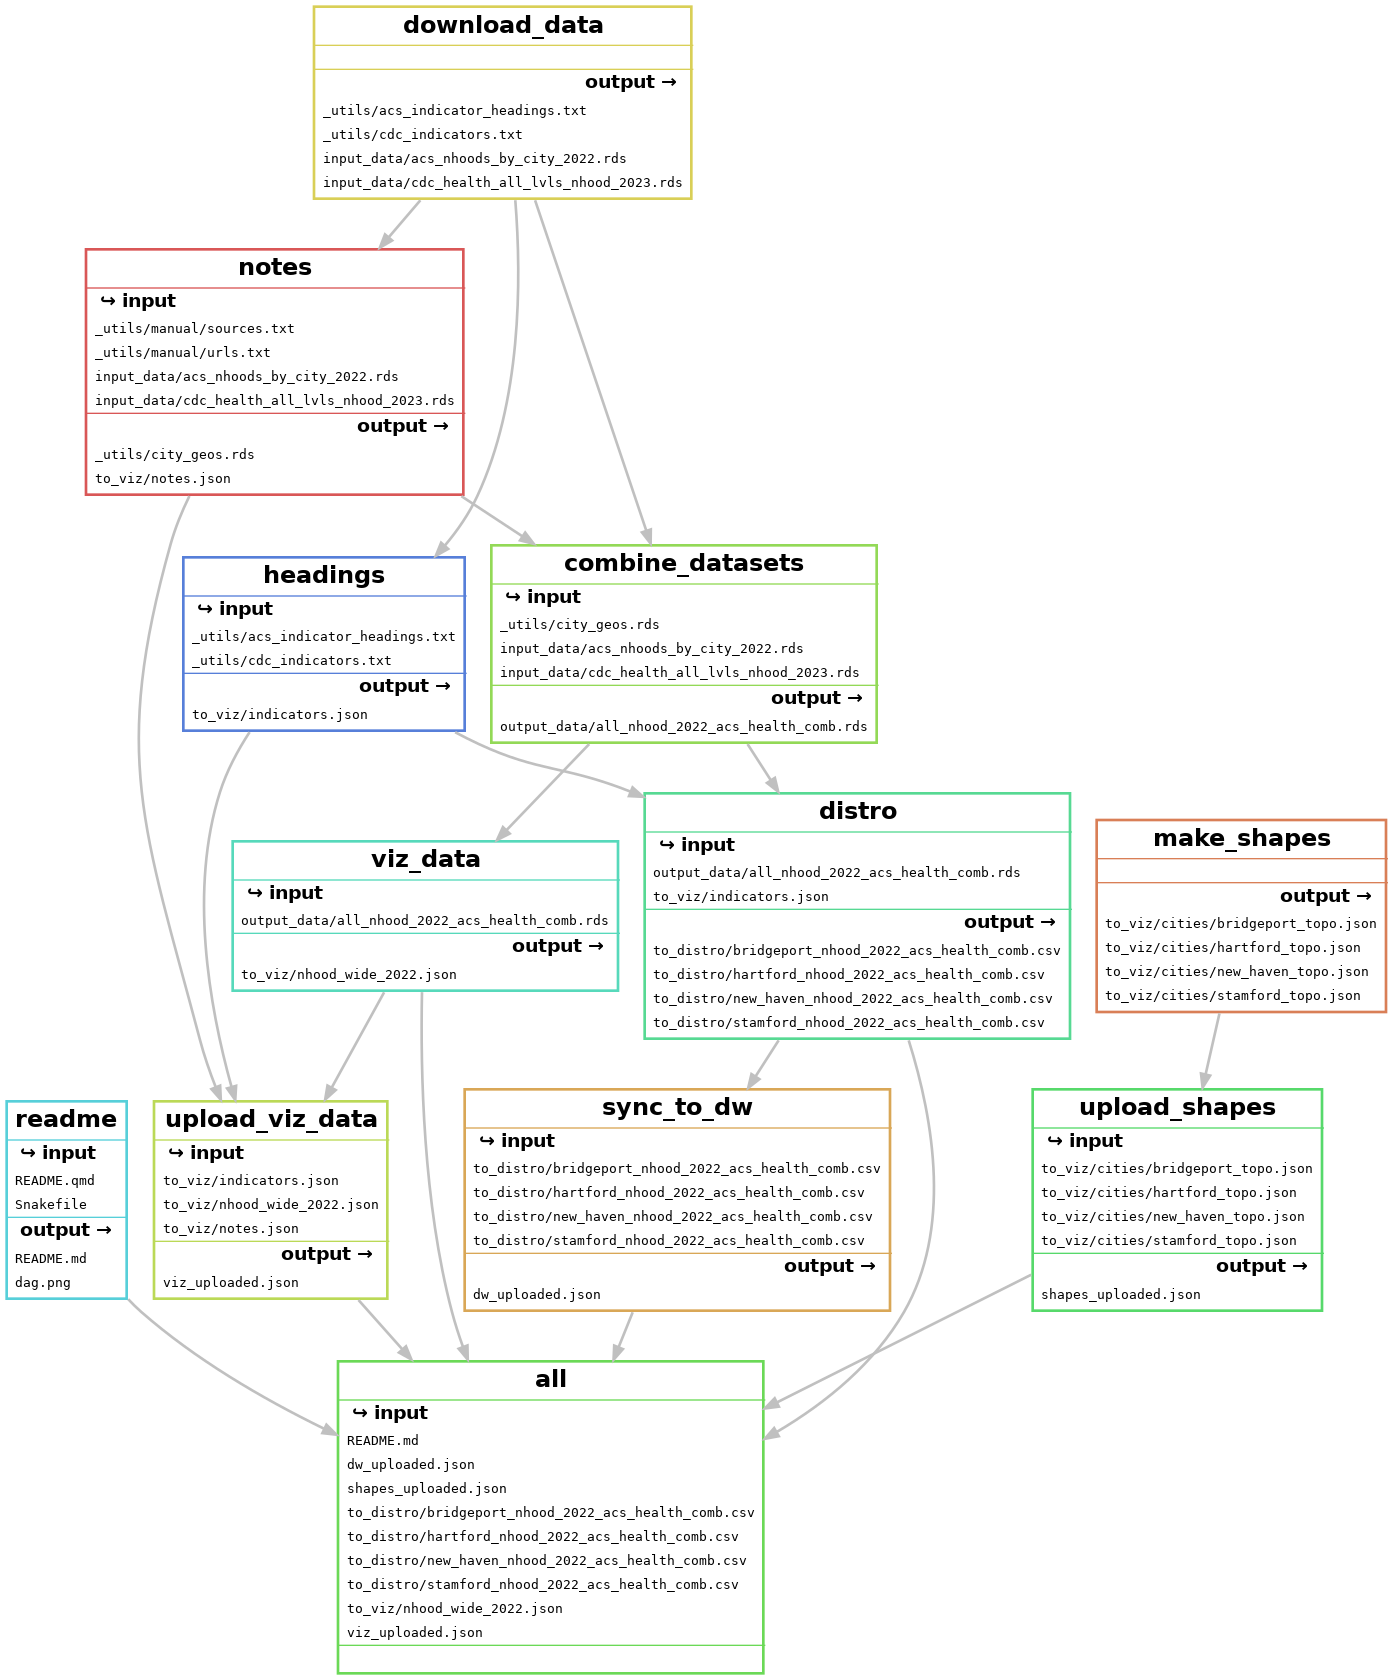 download_data
output →
_utils/acs_indicator_headings.txt
_utils/cdc_indicators.txt
input_data/acs_nhoods_by_city_2022.rds
input_data/cdc_health_all_lvls_nhood_2023.rds
notes
↪ input
_utils/manual/sources.txt
_utils/manual/urls.txt
input_data/acs_nhoods_by_city_2022.rds
input_data/cdc_health_all_lvls_nhood_2023.rds
output →
_utils/city_geos.rds
to_viz/notes.json
headings
↪ input
_utils/acs_indicator_headings.txt
_utils/cdc_indicators.txt
output →
to_viz/indicators.json
combine_datasets
↪ input
_utils/city_geos.rds
input_data/acs_nhoods_by_city_2022.rds
input_data/cdc_health_all_lvls_nhood_2023.rds
output →
output_data/all_nhood_2022_acs_health_comb.rds
viz_data
↪ input
output_data/all_nhood_2022_acs_health_comb.rds
output →
to_viz/nhood_wide_2022.json
distro
↪ input
output_data/all_nhood_2022_acs_health_comb.rds
to_viz/indicators.json
output →
to_distro/bridgeport_nhood_2022_acs_health_comb.csv
to_distro/hartford_nhood_2022_acs_health_comb.csv
to_distro/new_haven_nhood_2022_acs_health_comb.csv
to_distro/stamford_nhood_2022_acs_health_comb.csv
make_shapes
output →
to_viz/cities/bridgeport_topo.json
to_viz/cities/hartford_topo.json
to_viz/cities/new_haven_topo.json
to_viz/cities/stamford_topo.json
readme
↪ input
README.qmd
Snakefile
output →
README.md
dag.png
upload_viz_data
↪ input
to_viz/indicators.json
to_viz/nhood_wide_2022.json
to_viz/notes.json
output →
viz_uploaded.json
sync_to_dw
↪ input
to_distro/bridgeport_nhood_2022_acs_health_comb.csv
to_distro/hartford_nhood_2022_acs_health_comb.csv
to_distro/new_haven_nhood_2022_acs_health_comb.csv
to_distro/stamford_nhood_2022_acs_health_comb.csv
output →
dw_uploaded.json
upload_shapes
↪ input
to_viz/cities/bridgeport_topo.json
to_viz/cities/hartford_topo.json
to_viz/cities/new_haven_topo.json
to_viz/cities/stamford_topo.json
output →
shapes_uploaded.json
all
↪ input
README.md
dw_uploaded.json
shapes_uploaded.json
to_distro/bridgeport_nhood_2022_acs_health_comb.csv
to_distro/hartford_nhood_2022_acs_health_comb.csv
to_distro/new_haven_nhood_2022_acs_health_comb.csv
to_distro/stamford_nhood_2022_acs_health_comb.csv
to_viz/nhood_wide_2022.json
viz_uploaded.json